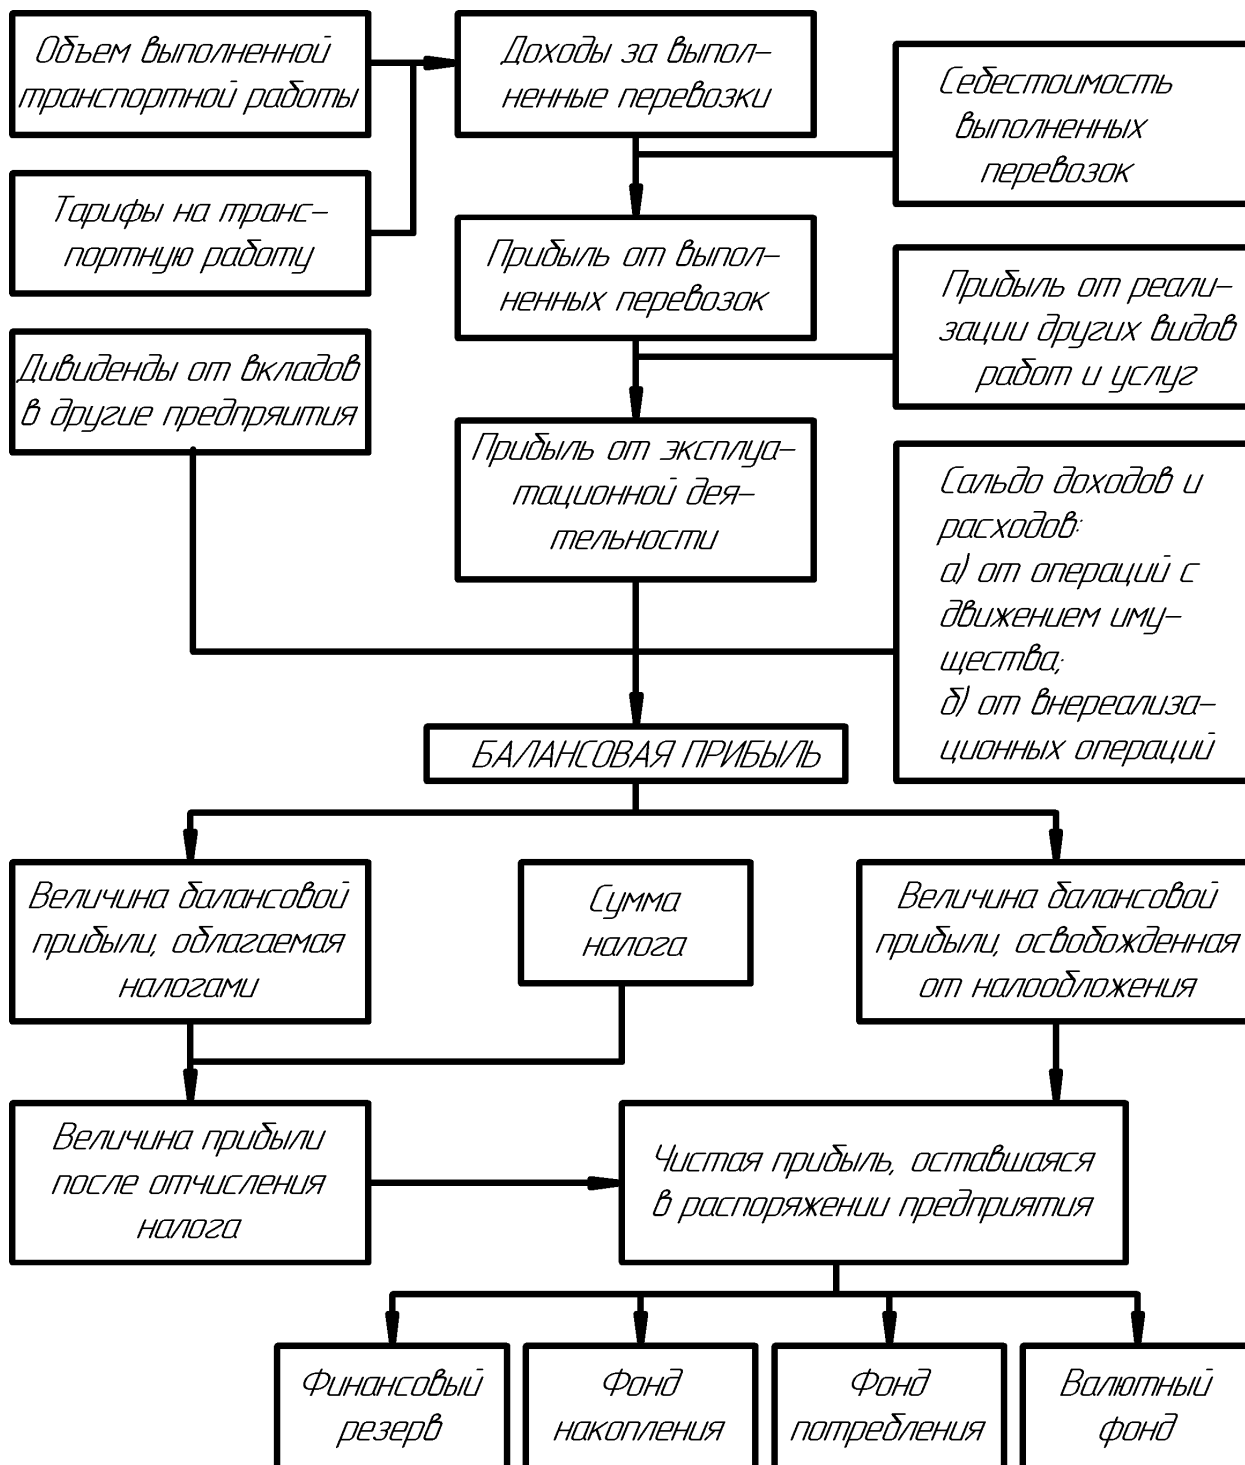 Объем выполненной
транспортной работы
Доходы за выпол-
ненные перевозки
Себестоимость
выполненных
перевозок
Тарифы на транс-
портную работу
Прибыль от выпол-
ненных перевозок
Прибыль от реали-
зации других видов
работ и услуг
Дивиденды от вкладов
в другие предпряития
Прибыль от эксплуа-
тационной дея-
тельности
Сальдо доходов и
расходов:
а) от операций с
движением иму-
щества;
б) от внереализа-
ционных операций
БАЛАНСОВАЯ ПРИБЫЛЬ
Величина балансовой
прибыли, облагаемая
налогами
Сумма
налога
Величина балансовой
прибыли, освобожденная
от налообложения
Величина прибыли
после отчисления
налога
Чистая прибыль, оставшаяся
в распоряжении предприятия
Финансовый
резерв
Фонд
накопления
Фонд
потребления
Валютный
фонд